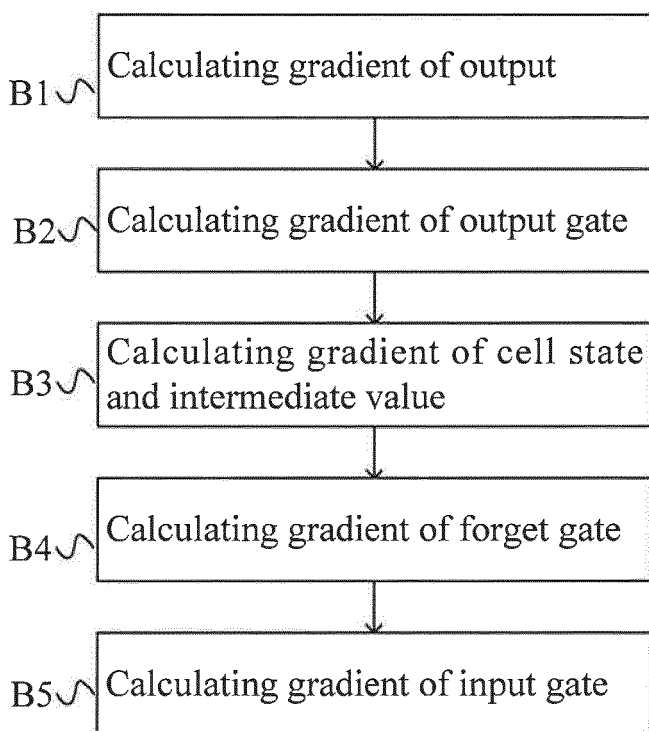 B1
Calculating gradient of output
B2
Calculating gradient of output gate
B3
Calculating gradient of cell state
and intermediate value
B4
Calculating gradient of forget gate
B5
Calculating gradient of input gate